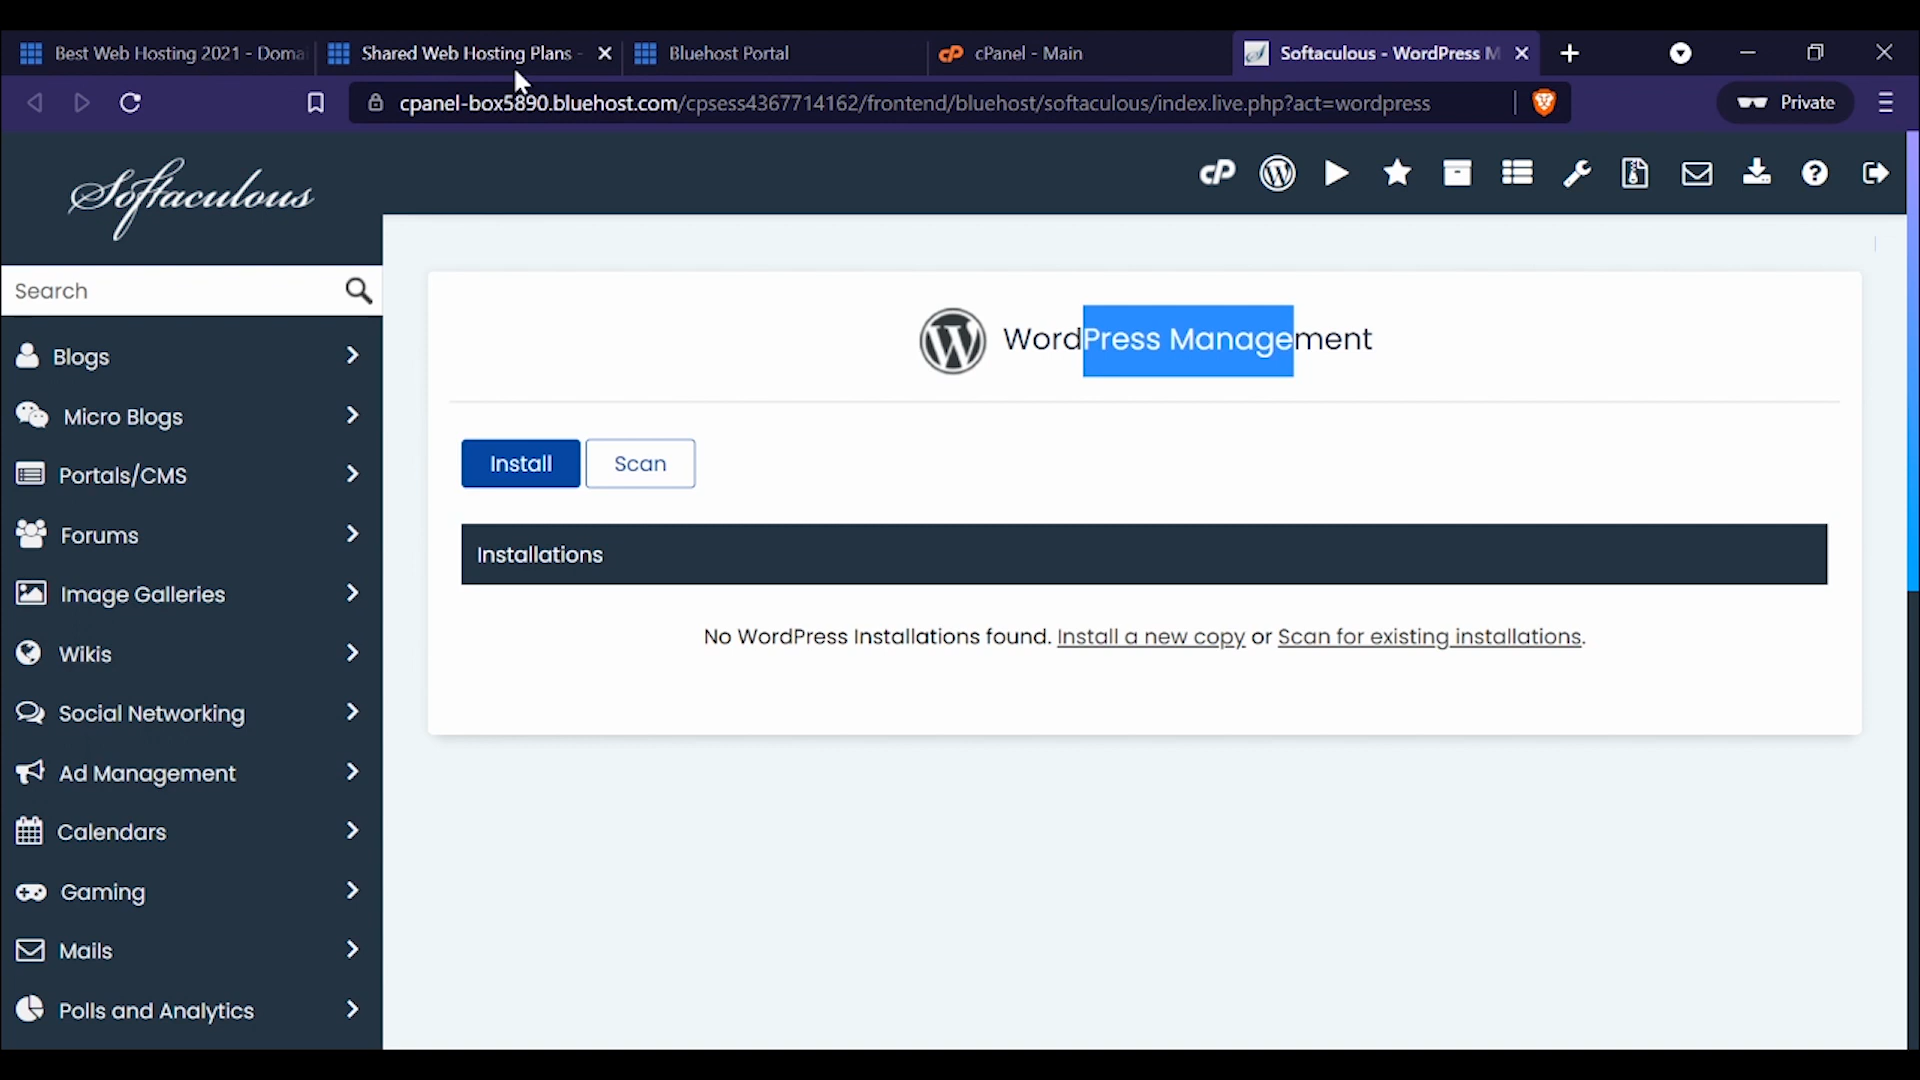 Best Web Hosting 2021 - Doma
Shared Web Hosting Plans -
Bluehost Portal
cPanel - Main
Softaculous - WordPress M
cpanel-box5890.bluehost.com/cpsess4367714162/frontend/bluehost/softaculous/index.live.php?act=wordpress
Private
Softaculous
Search
Blogs
Micro Blogs
Portals/CMS
Forums
Image Galleries
Wikis
Social Networking
Ad Management
Calendars
Gaming
Mails
Polls and Analytics
WordPress Management
Install
Scan
Installations
No WordPress Installations found. Install a new copy or Scan for existing installations.